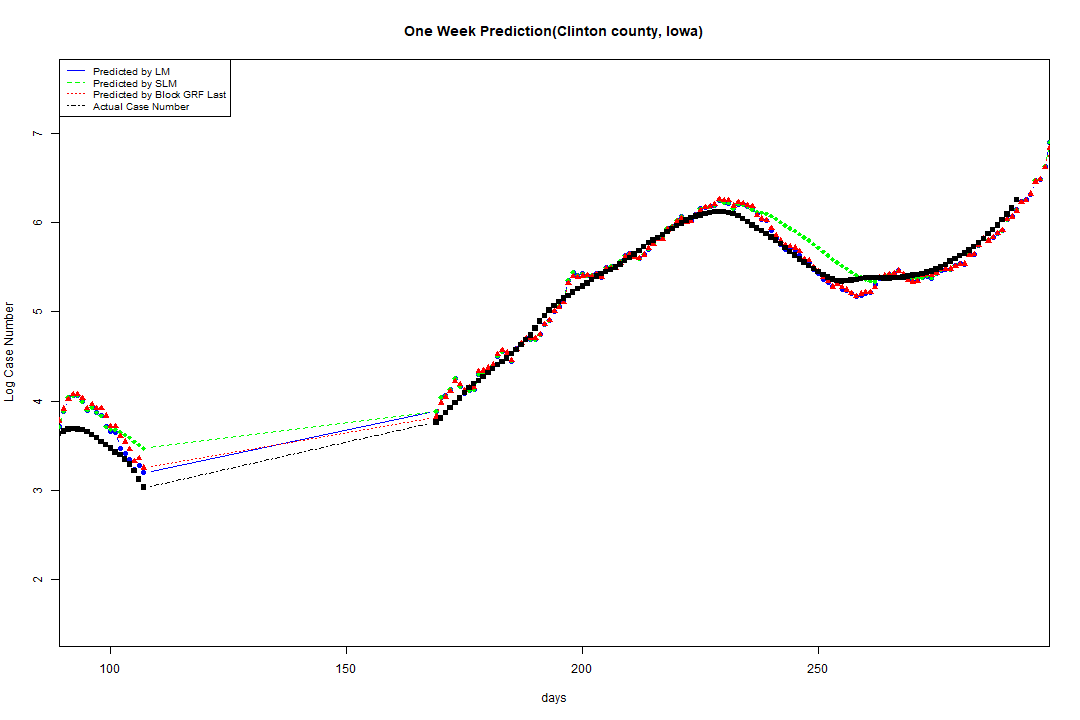 One Week Prediction(Clinton county, Iowa)
Predicted by LM
Predicted by SLM
Predicted by Block GRF Last
Actual Case Number
7
6
5
4
3
2
Log Case Number
100
150
200
250
days